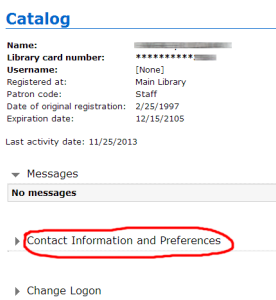 Catalog
Name:
Library card number: **********
Username: [None]
Registered at: Main Library
Patron code: Staff
Date of original registration: 2/25/1997
Expiration date: 12/15/2105
Last activity date: 11/25/2013
Messages
No messages
Contact Information and Preferences
Change Logon